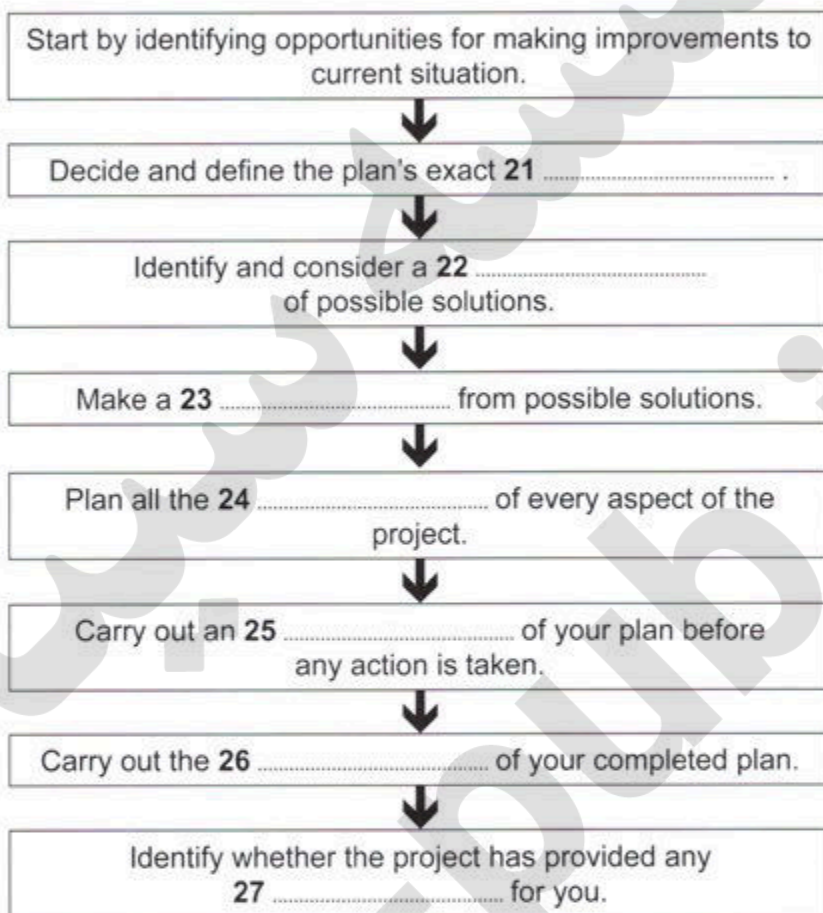 Start by identifying opportunities for making improvements to
current situation.
Decide and define the plan's exact 21 .............................. .
Identify and consider a 22 ..............................
of possible solutions.
Make a 23 .............................. from possible solutions.
Plan all the 24 .............................. of every aspect of the
project.
Carry out an 25 .............................. of your plan before
any action is taken.
Carry out the 26 .............................. of your completed plan.
Identify whether the project has provided any
27 .............................. for you.